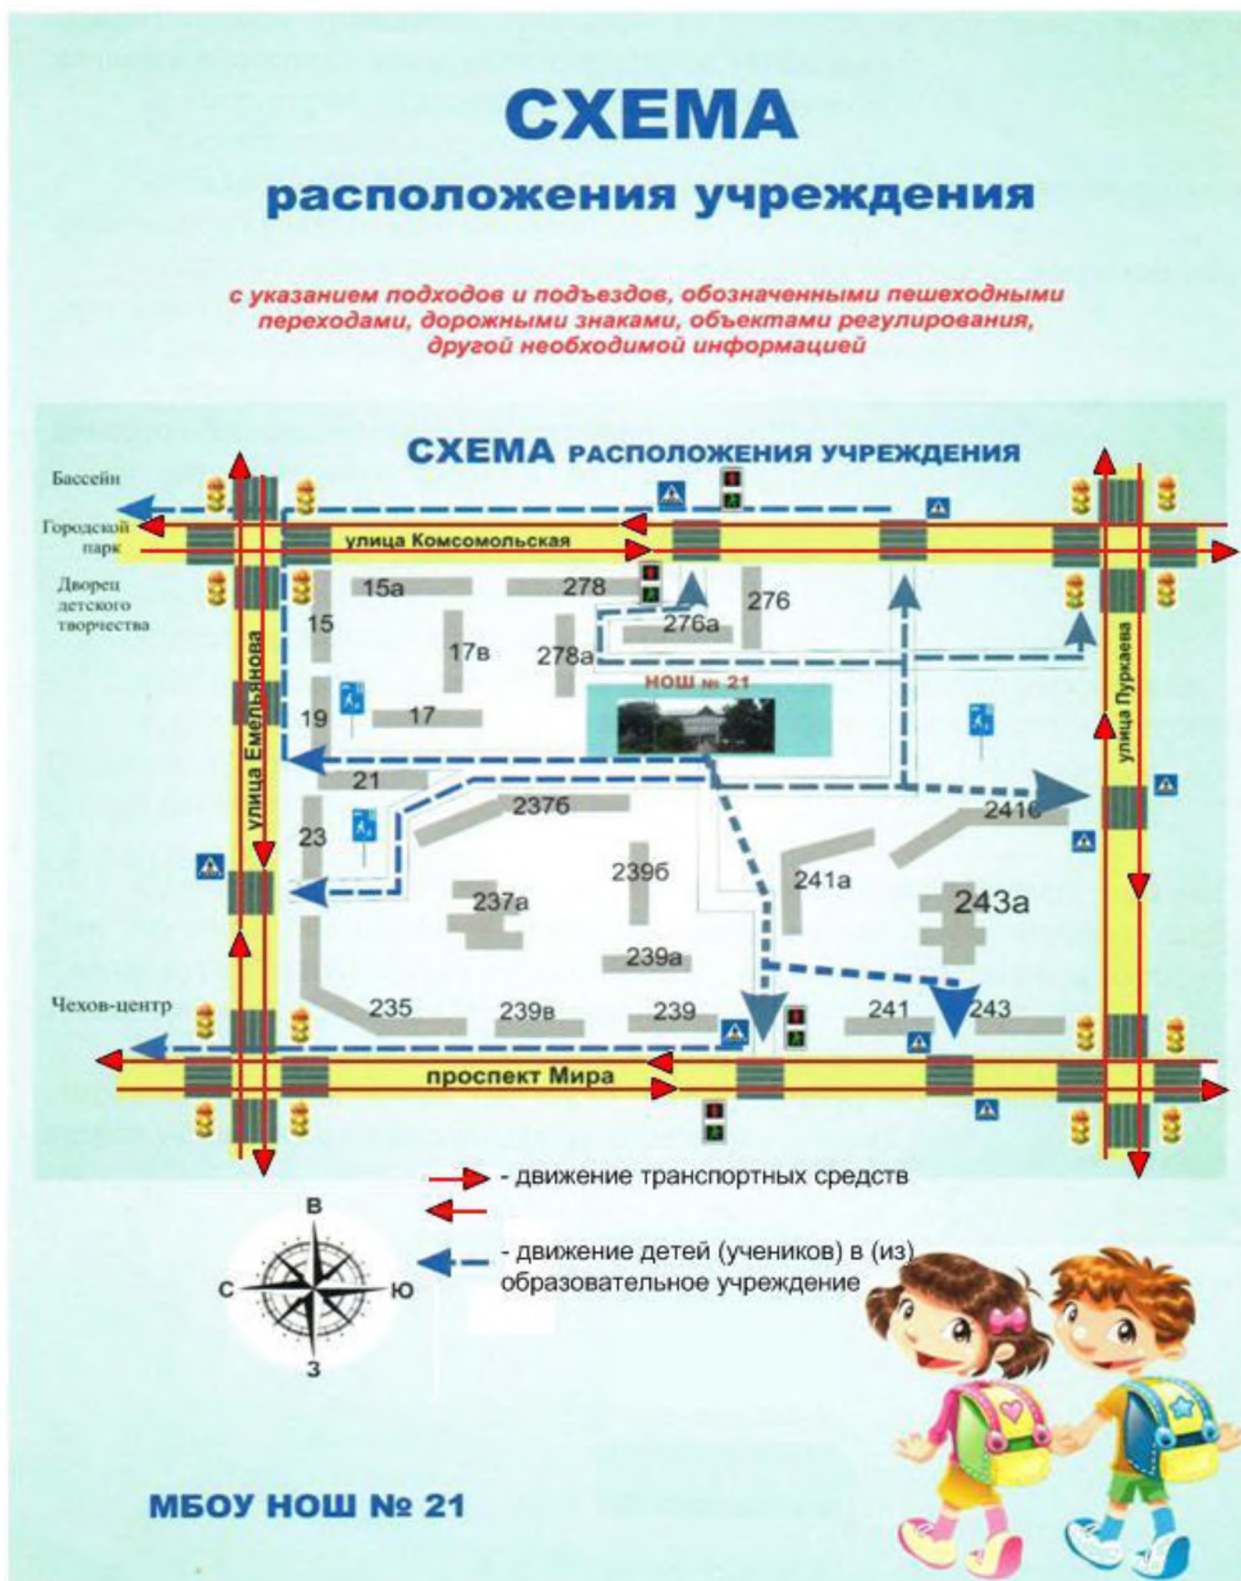 СХЕМА
расположения учреждения
с указанием подходов и подъездов, обозначенными пешеходными
переходами, дорожными знаками, объектами регулирования,
другой необходимой информацией
СХЕМА РАСПОЛОЖЕНИЯ УЧРЕЖДЕНИЯ
Бассейн
Городской
парк
улица Комсомольская
Дворец
детского
творчества
15а
278
276
15
276а
17в
278а
улица Емельянова
улица Пуркаева
НОШ № 21
19
17
21
237б
241б
23
239б
241а
237а
243а
239а
Чехов-центр
235
239в
239
241
243
проспект Мира
- движение транспортных средств
В
С
Ю
З
- движение детей (учеников) в (из)
образовательное учреждение
МБОУ НОШ № 21